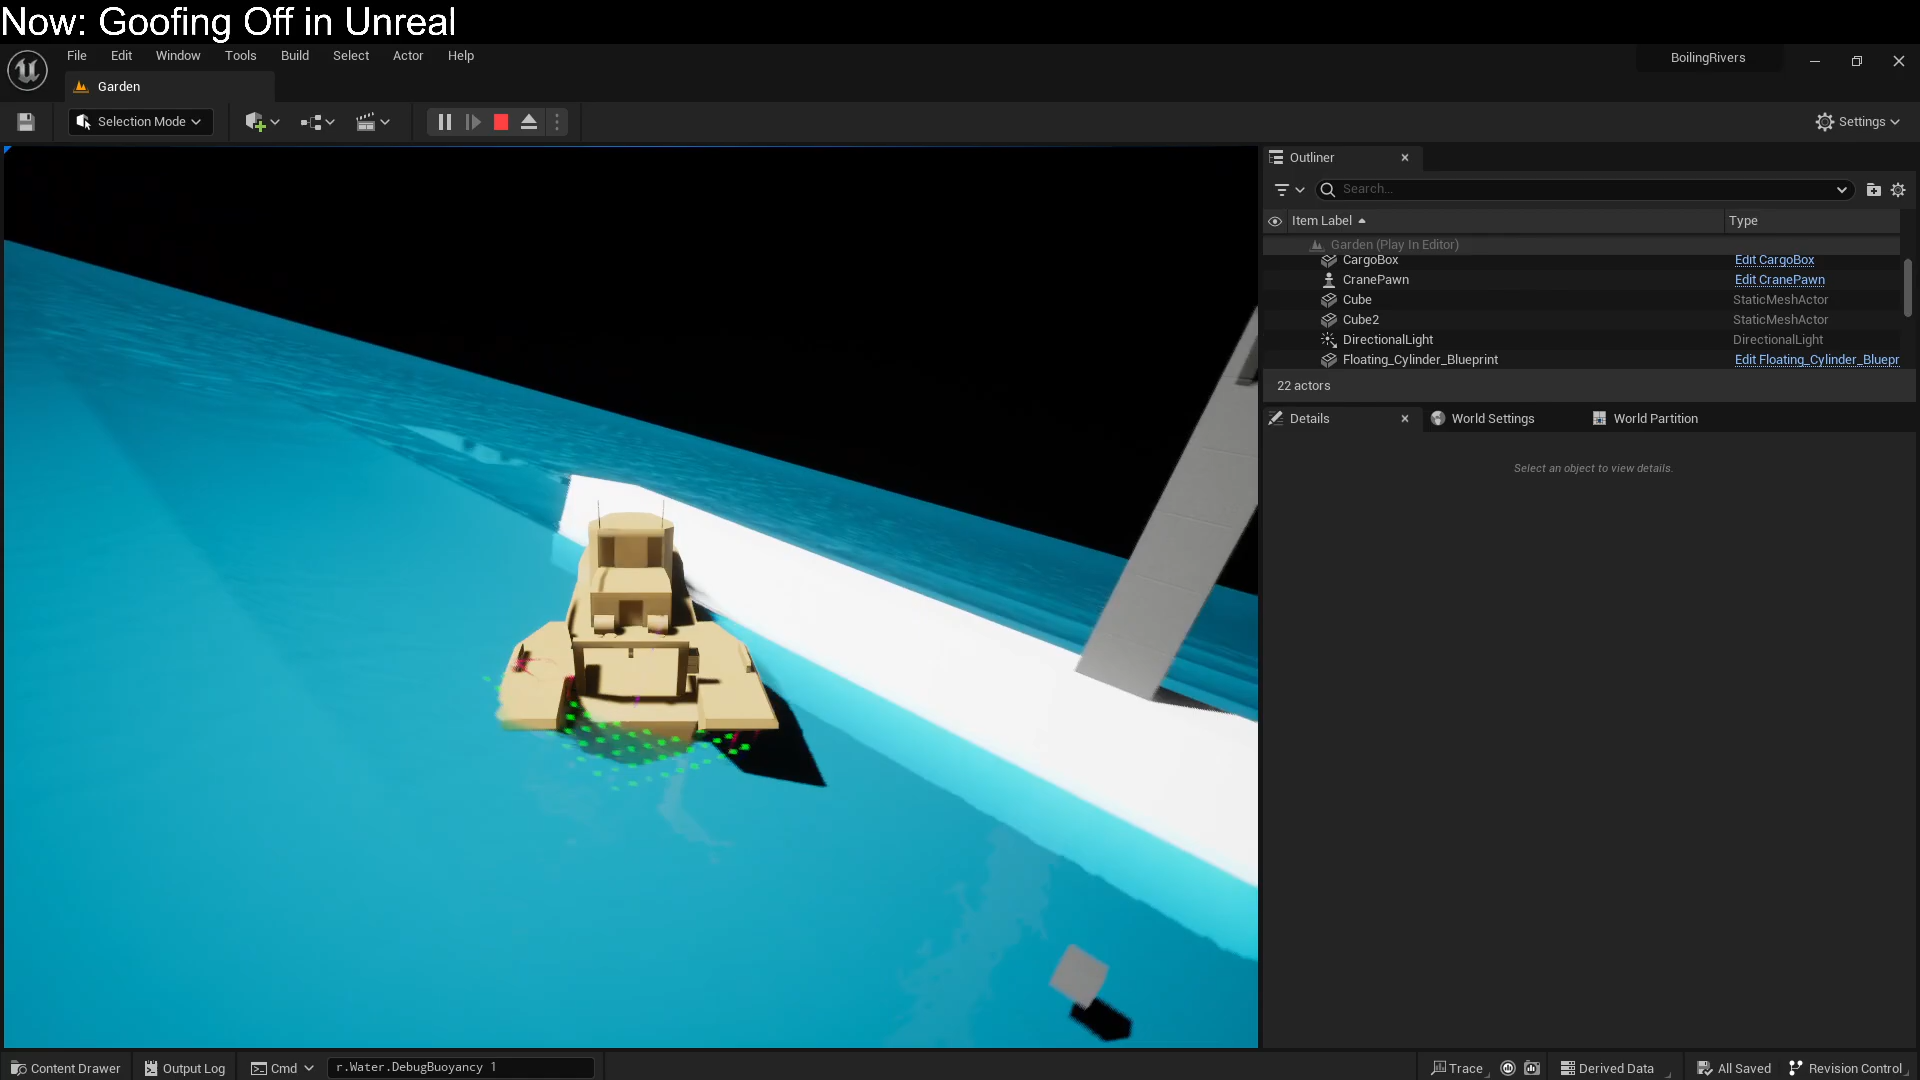 Now: Goofing Off in Unreal
File Edit Window Tools Build Select Actor Help
BoilingRivers
Garden
Selection Mode
Settings
Outliner
Search...
Item Label Type
Garden (Play In Editor)
CargoBox Edit CargoBox
CranePawn Edit CranePawn
Cube StaticMeshActor
Cube2 StaticMeshActor
DirectionalLight DirectionalLight
Floating_Cylinder_Blueprint Edit Floating_Cylinder_Bluepr
22 actors
Details World Settings World Partition
Select an object to view details.
Content Drawer Output Log Cmd r.Water.DebugBuoyancy 1 Trace Derived Data All Saved Revision Control